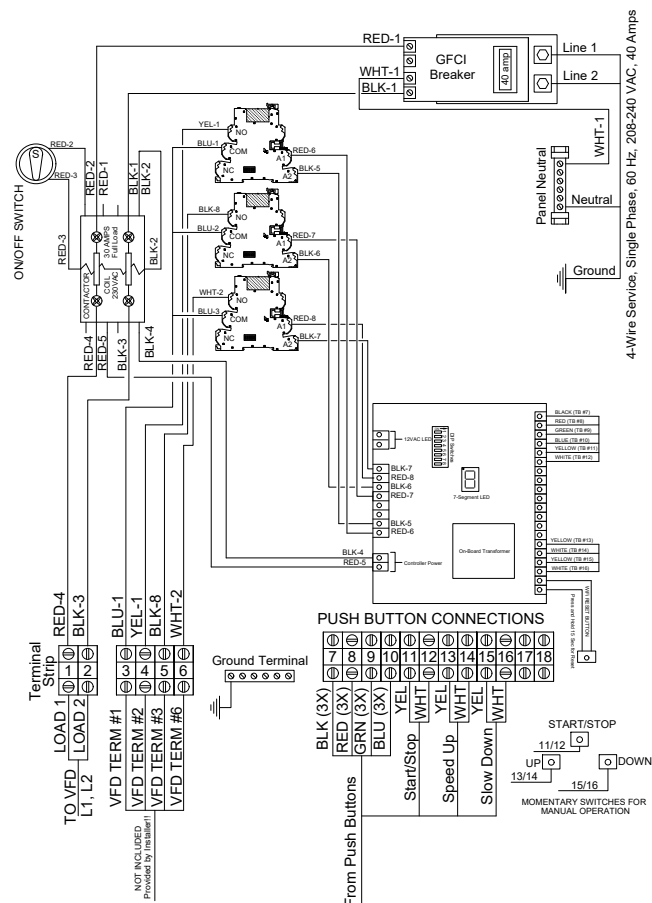 RED-1
GFCI
Breaker
40 amp
Line 1
Line 2
WHT-1
BLK-1
WHT-1
Panel Neutral
Neutral
Ground
4-Wire Service, Single Phase, 60 Hz, 208-240 VAC, 40 Amps
ON/OFF SWITCH
S
RED-2
RED-3
RED-2
RED-1
BLK-1
BLK-2
RED-3
BLK-2
CONTACTOR
30 AMPS
Full Load
COIL
230VAC
RED-4
RED-5
BLK-3
BLK-4
YEL-1
BLU-1
NO
COM
NC
A1
A2
RED-6
BLK-5
BLK-8
BLU-2
NO
COM
NC
A1
A2
RED-7
BLK-6
WHT-2
BLU-3
NO
COM
NC
A1
A2
RED-8
BLK-7
12VAC LED
DIP Switches
7-Segment LED
BLK-7
RED-8
BLK-6
RED-7
BLK-5
RED-6
BLK-4
RED-5
Controller Power
On-Board Transformer
BLACK (TB #7)
RED (TB #8)
GREEN (TB #9)
BLUE (TB #10)
YELLOW (TB #11)
WHITE (TB #12)
YELLOW (TB #13)
WHITE (TB #14)
YELLOW (TB #15)
WHITE (TB #16)
WIFI RESET BUTTON
Press and Hold 15 Sec for Reset
RED-4
BLK-3
BLU-1
YEL-1
BLK-8
WHT-2
Terminal
Strip
1 2 3 4 5 6
LOAD 1
LOAD 2
TO VFD
L1, L2
VFD TERM #1
VFD TERM #2
VFD TERM #3
VFD TERM #6
NOT INCLUDED
Provided by Installer!!
Ground Terminal
PUSH BUTTON CONNECTIONS
7 8 9 10 11 12 13 14 15 16 17 18
BLK (3X)
RED (3X)
GRN (3X)
BLU (3X)
YEL
WHT
YEL
WHT
YEL
WHT
Start/Stop
Speed Up
Slow Down
From Push Buttons
START/STOP
11/12
UP
DOWN
13/14
15/16
MOMENTARY SWITCHES FOR
MANUAL OPERATION